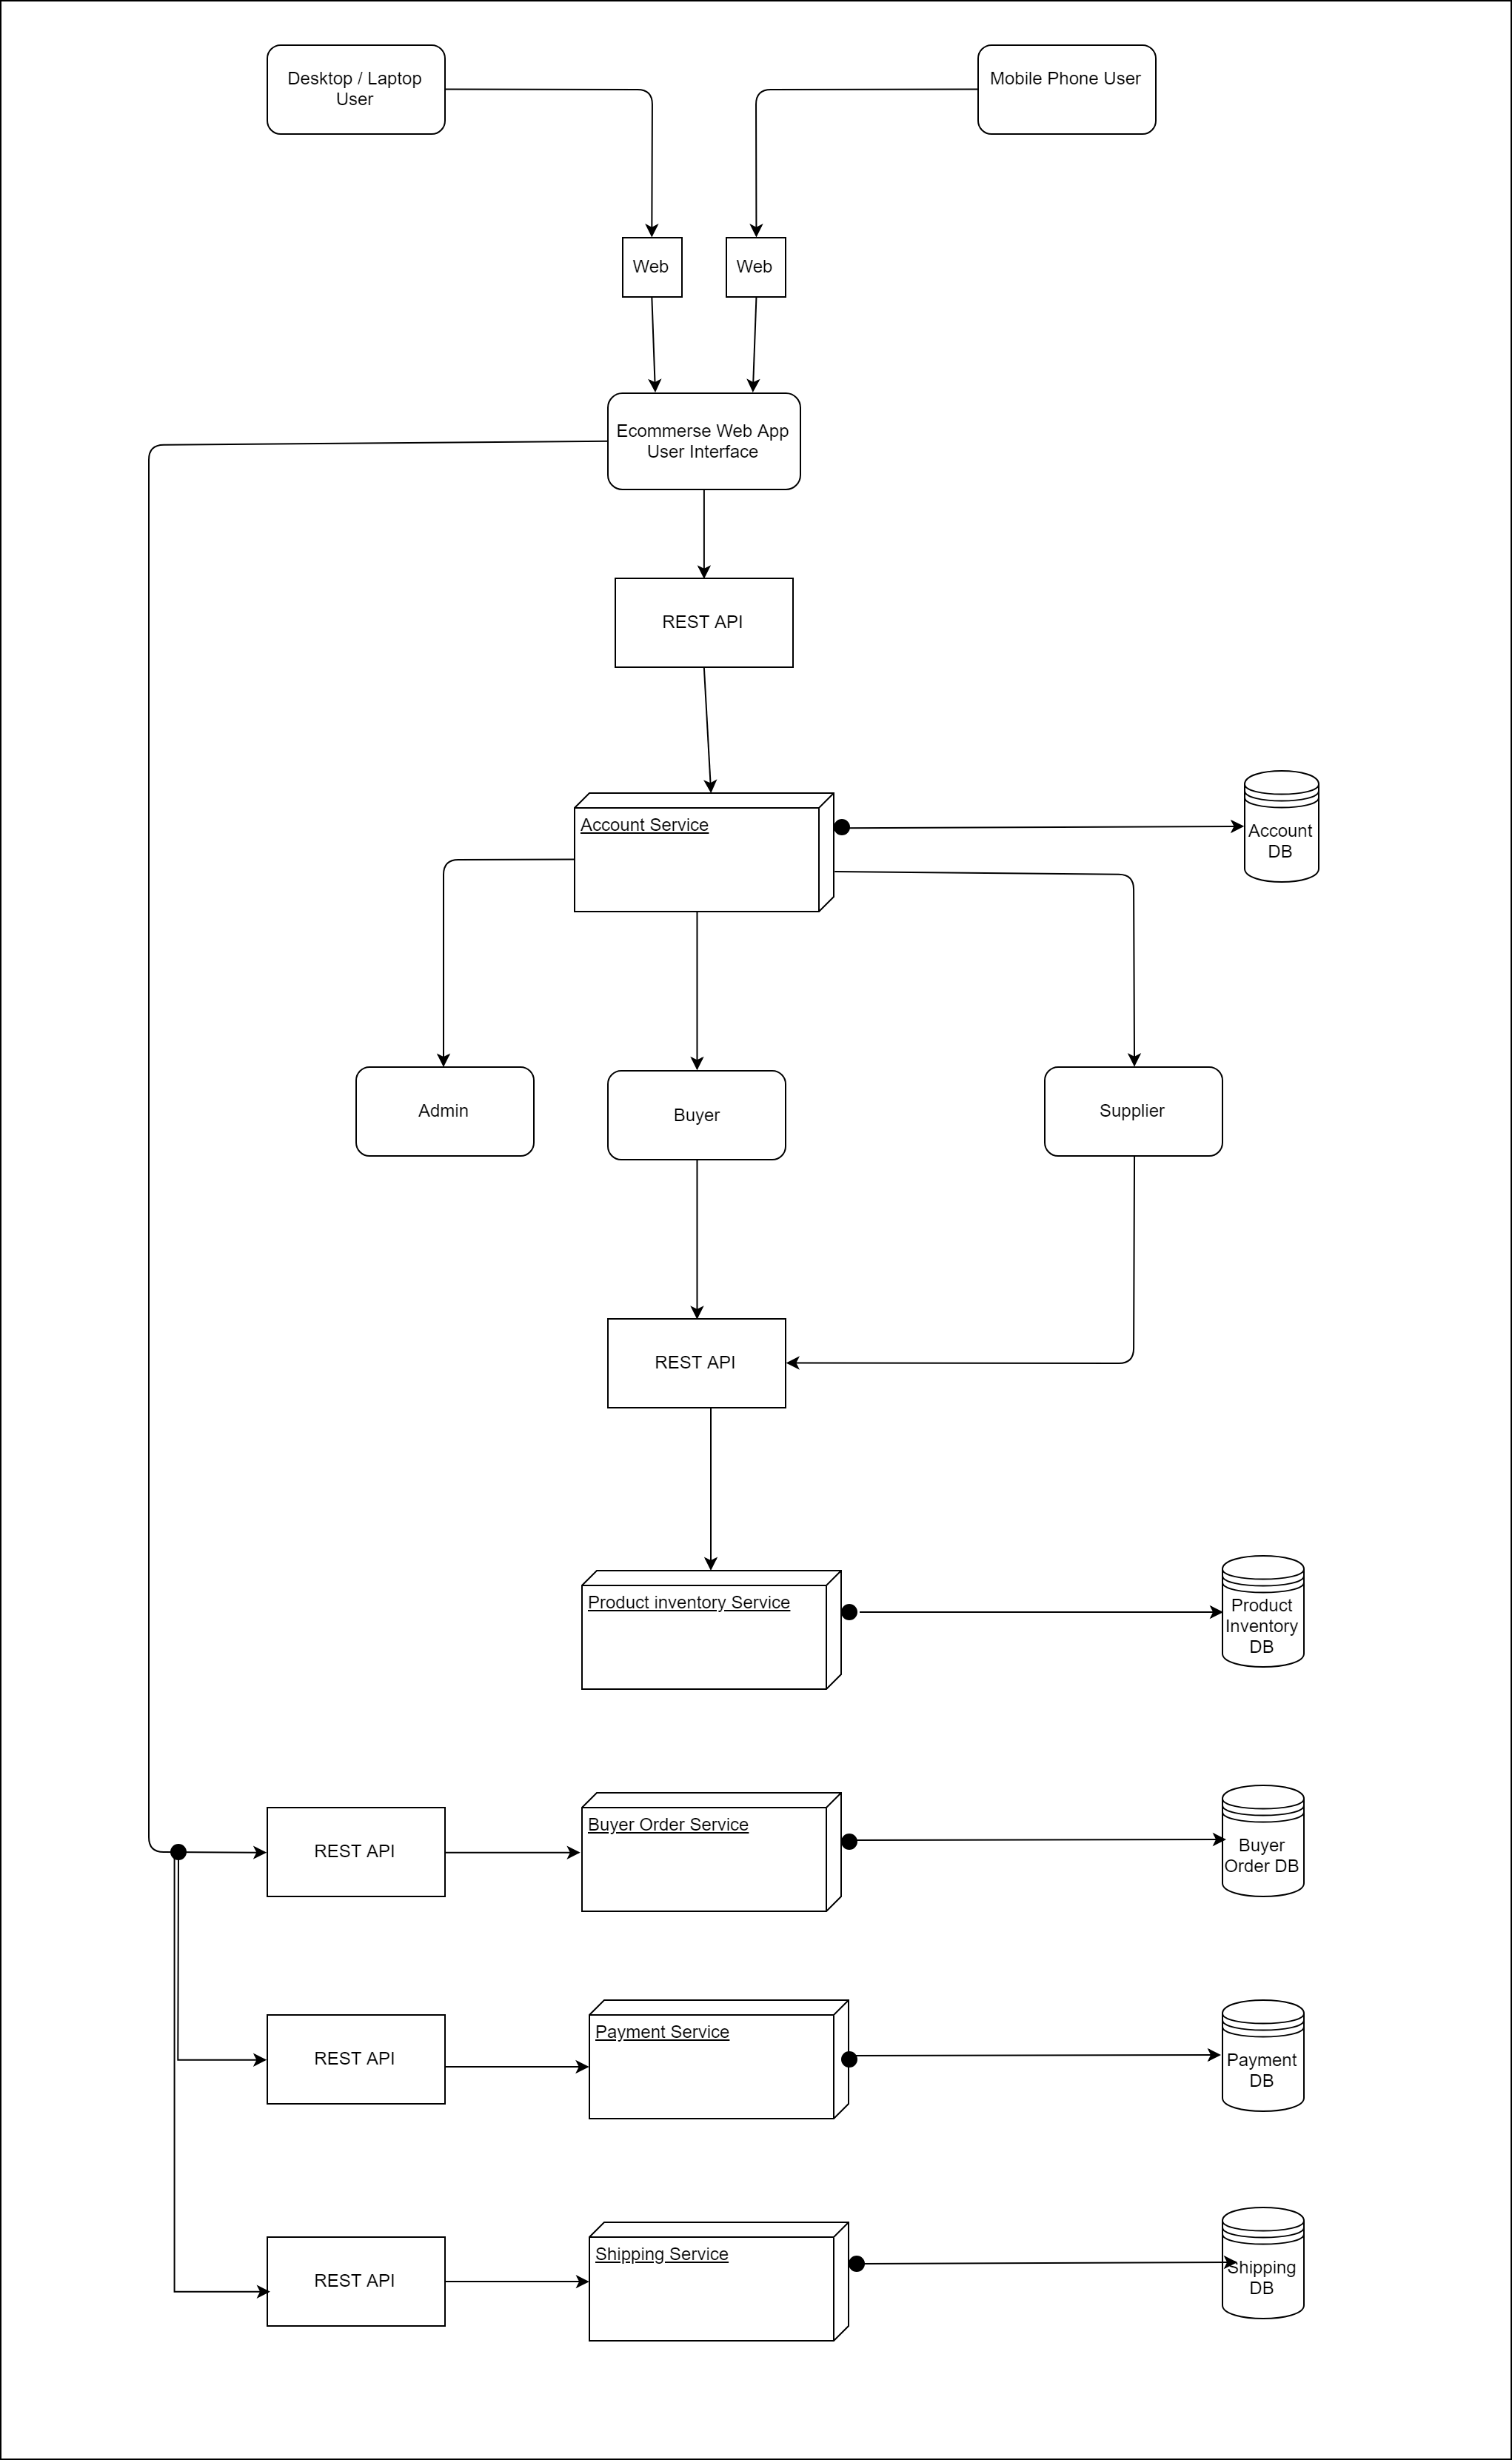 Desktop / Laptop
User
Mobile Phone User
Web
Web
Ecommerse Web App
User Interface
REST API
Account Service
Account
DB
Admin
Buyer
Supplier
REST API
Product inventory Service
Product
Inventory
DB
REST API
Buyer Order Service
Buyer
Order DB
REST API
Payment Service
Payment
DB
REST API
Shipping Service
Shipping
DB